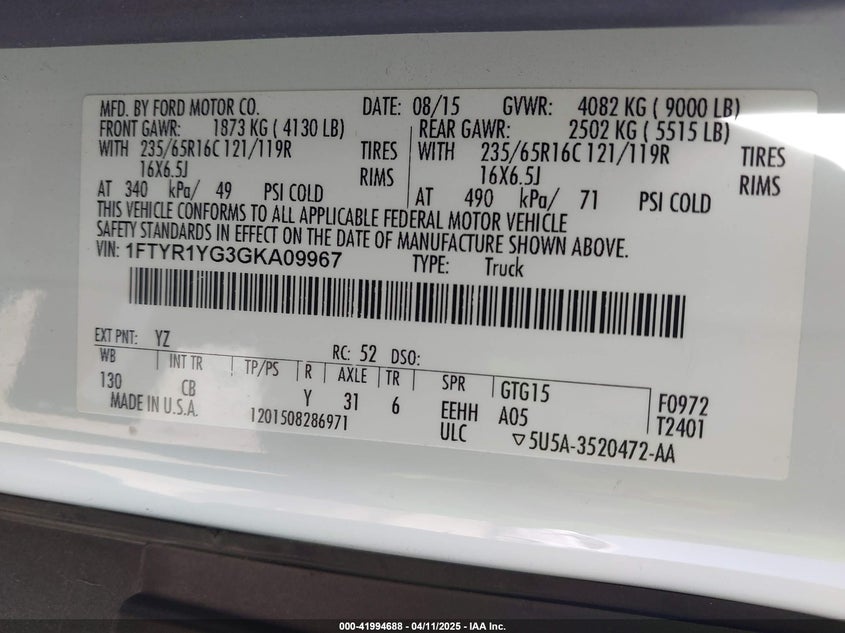 MFD. BY FORD MOTOR CO. DATE: 08/15 GVWR: 4082 KG ( 9000 LB)
FRONT GAWR: 1873 KG ( 4130 LB) REAR GAWR: 2502 KG ( 5515 LB)
WITH 235/65R16C 121/119R TIRES WITH 235/65R16C 121/119R TIRES
16X6.5J RIMS 16X6.5J RIMS
AT 340 kPa/ 49 PSI COLD AT 490 kPa/ 71 PSI COLD
THIS VEHICLE CONFORMS TO ALL APPLICABLE FEDERAL MOTOR VEHICLE
SAFETY STANDARDS IN EFFECT ON THE DATE OF MANUFACTURE SHOWN ABOVE.
VIN: 1FTYR1YG3GKA09967 TYPE: Truck
EXT PNT: YZ RC: 52 DSO:
WB INT TR TP/PS R AXLE TR SPR GTG15 F0972
130 CB Y 31 6 EEHH A05 T2401
MADE IN U.S.A. 1201508286971 ULC ▽5U5A-3520472-AA
000-41994688 - 04/11/2025 - IAA Inc.